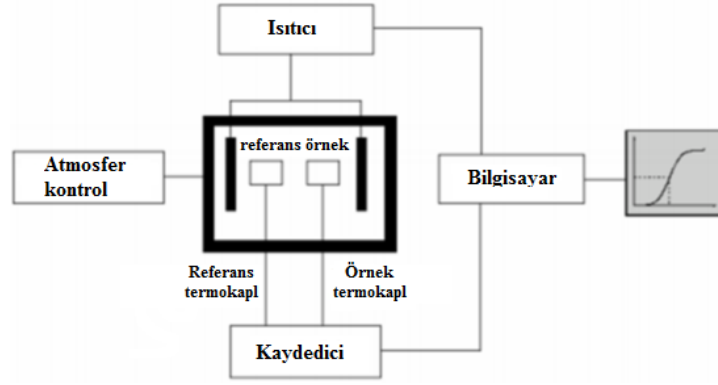 Isıtıcı
referans örnek
Atmosfer
kontrol
Bilgisayar
Referans
termokapl
Örnek
termokapl
Kaydedici